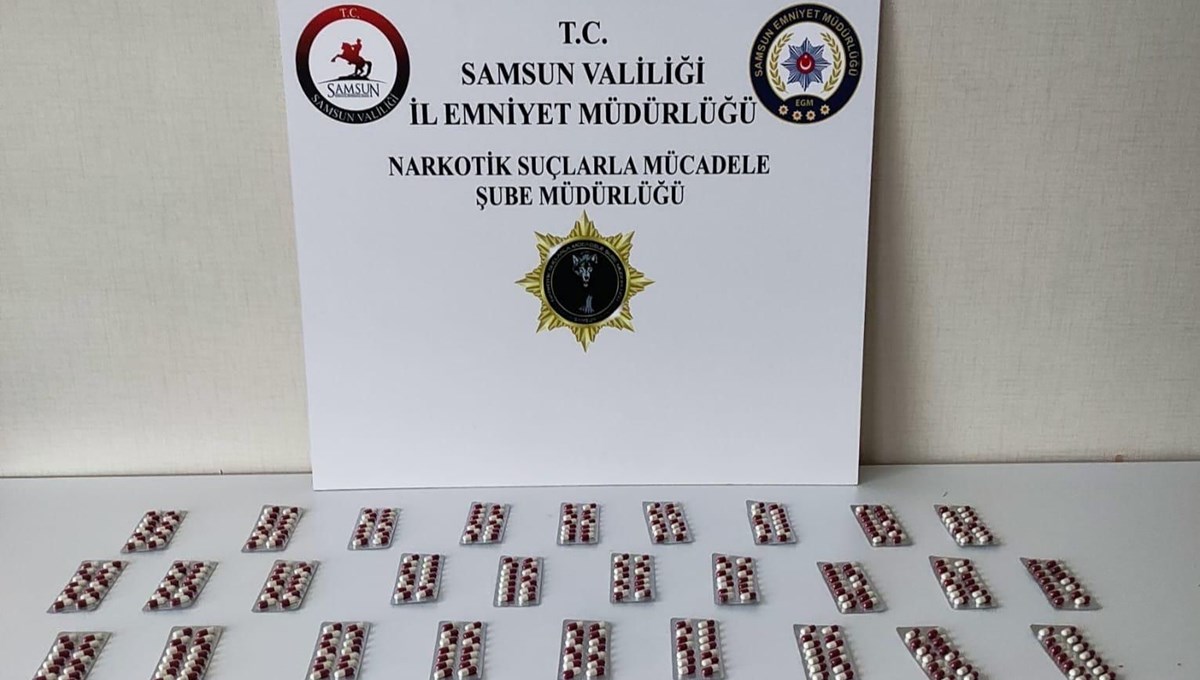 T.C.
SAMSUN
SAMSUN VALİLİĞİ
T.C.
SAMSUN VALİLİĞİ
İL EMNİYET MÜDÜRLÜĞÜ
SAMSUN EMNİYET MÜDÜRLÜĞÜ
EGM
NARKOTİK SUÇLARLA MÜCADELE
ŞUBE MÜDÜRLÜĞÜ